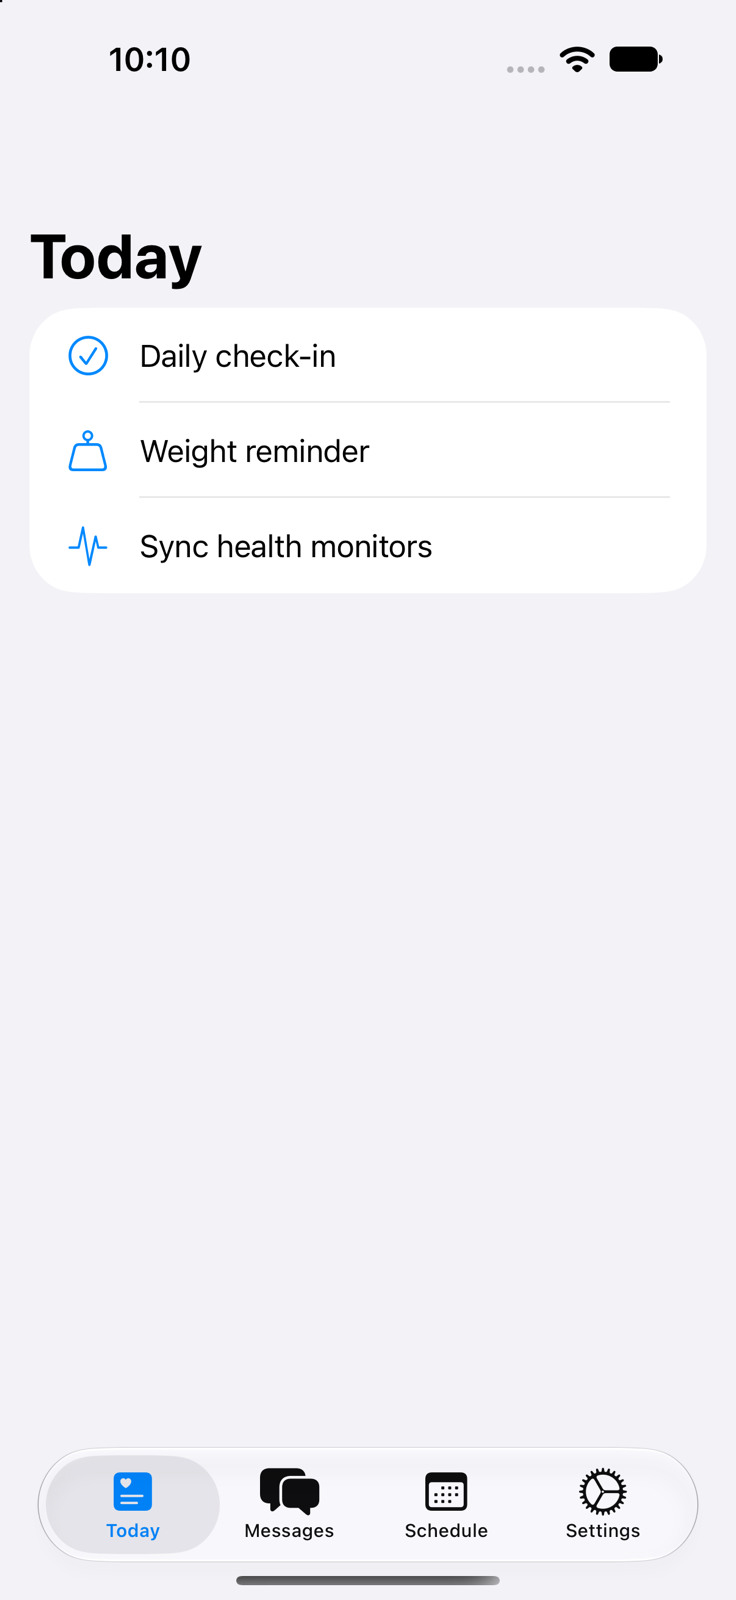 10:10
Today
Daily check-in
Weight reminder
Sync health monitors
Today
Messages
Schedule
Settings